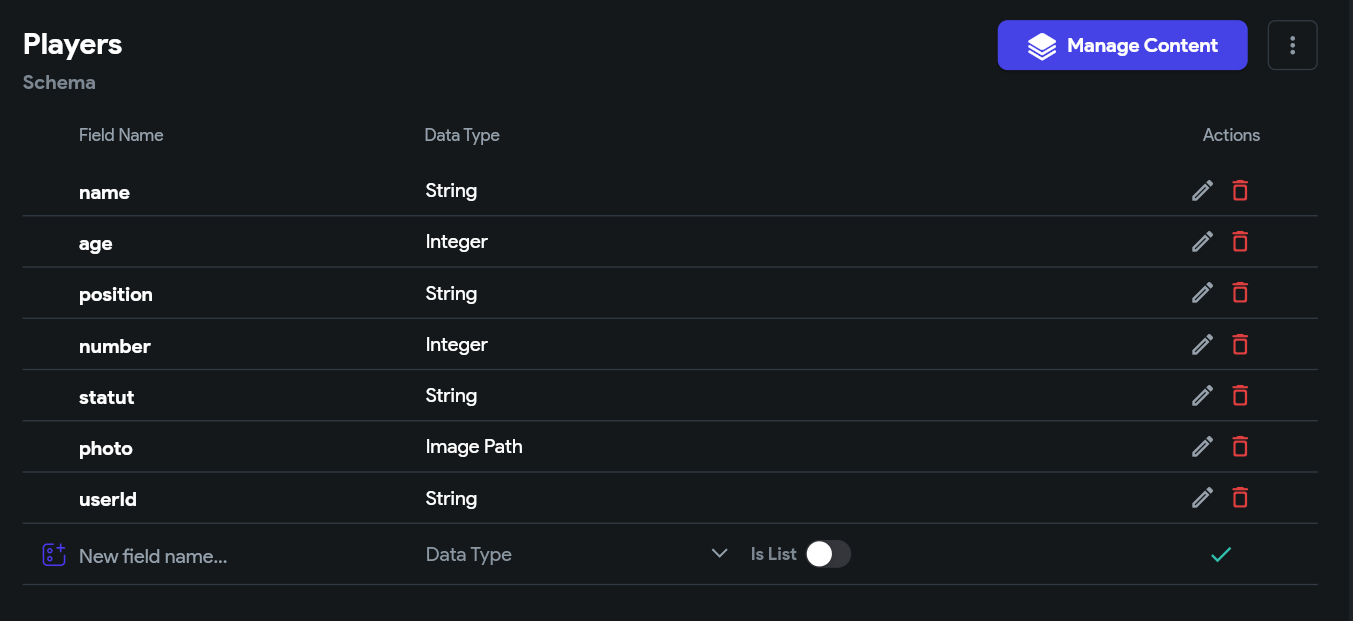 Players
Manage Content
Schema
Field Name Data Type Actions
name String
age Integer
position String
number Integer
statut String
photo Image Path
userId String
New field name... Data Type Is List